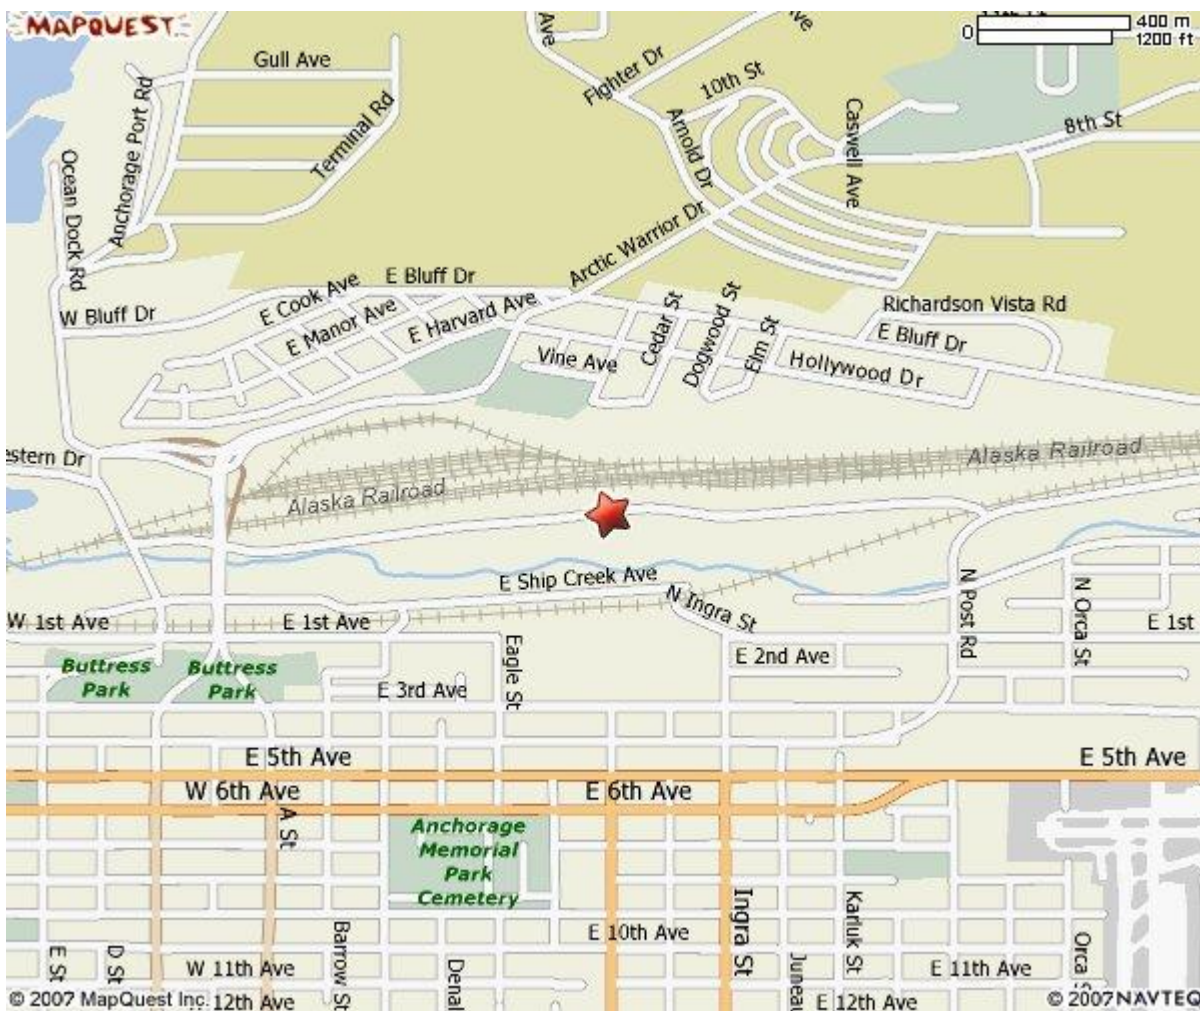 MAPQUEST
400 m
0
1200 ft
11th Ct
Ave
Ave
Gull Ave
Fighter Dr
10th St
Anchorage Port Rd
Terminal Rd
Arnold Dr
Caswell Ave
8th St
Ocean Dock Rd
Arctic Warrior Dr
E Bluff Dr
E Cook Ave
W Bluff Dr
E Manor Ave
E Harvard Ave
Cedar St
Dogwood St
Elm St
Richardson Vista Rd
E Bluff Dr
Vine Ave
Hollywood Dr
estern Dr
Alaska Railroad
Alaska Railroad
E Ship Creek Ave
N Ingra St
N Post Rd
N Orca St
W 1st Ave
E 1st Ave
E 1st
Buttress
Park
Buttress
Park
Eagle St
E 2nd Ave
E 3rd Ave
E 5th Ave
E 5th Ave
W 6th Ave
E 6th Ave
A St
Anchorage
Memorial
Park
Cemetery
Ingra St
Karluk St
Barrow St
E 10th Ave
E St
D St
W 11th Ave
Denal
Juneau
E 11th Ave
Orca S
© 2007 MapQuest Inc.
12th Ave
E 12th Ave
© 2007 NAVTEQ